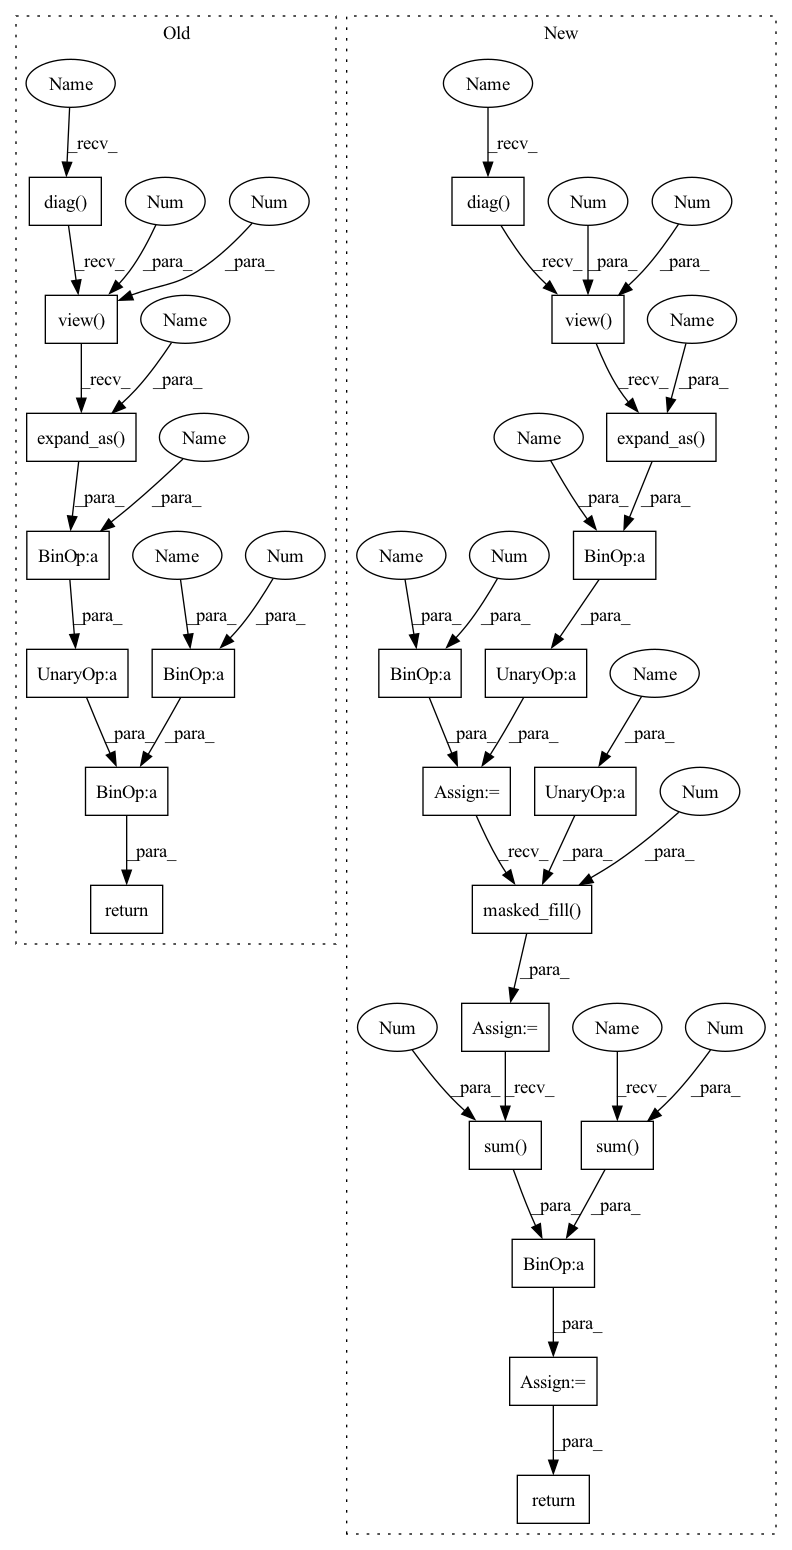 Old
New
Name
Name
_recv_
_recv_
diag()
Num
Num
diag()
Num
Num
_recv_
_para_
_para_
_recv_
_para_
_para_
view()
Name
view()
Name
_recv_
_para_
_recv_
_para_
expand_as()
Name
Name
expand_as()
_para_
_para_
_para_
_para_
BinOp:a
Name
Num
Name
Num
BinOp:a
_para_
_para_
_para_
_para_
_para_
_para_
UnaryOp:a
BinOp:a
BinOp:a
UnaryOp:a
Name
_para_
_para_
_para_
_para_
_para_
BinOp:a
Assign:=
UnaryOp:a
Num
_para_
_recv_
_para_
_para_
return
masked_fill()
_para_
Num
Assign:=
Name
Num
_para_
_recv_
_recv_
_para_
sum()
sum()
_para_
_para_
BinOp:a
_para_
Assign:=
_para_
return